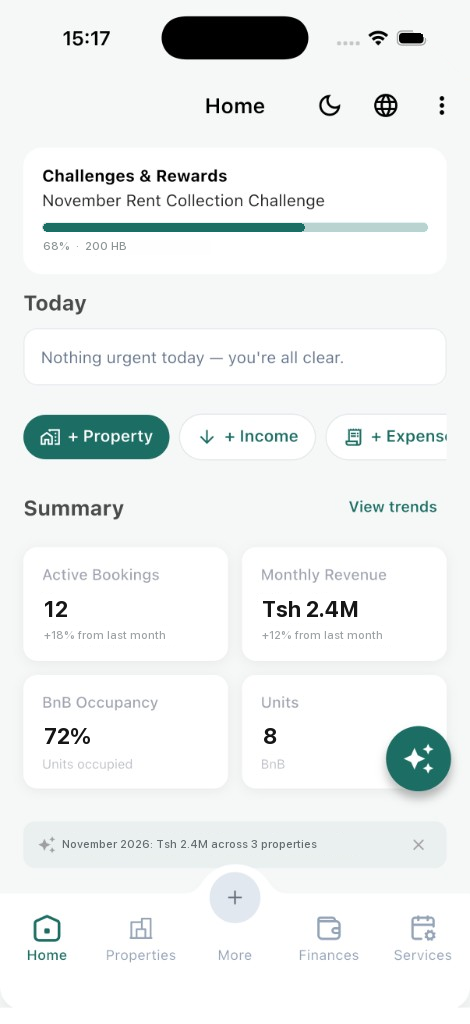 15:17
Home
Challenges & Rewards
November Rent Collection Challenge
68% · 200 HB
Today
Nothing urgent today — you're all clear.
+ Property
+ Income
+ Expense
Summary
View trends
Active Bookings
12
+18% from last month
Monthly Revenue
Tsh 2.4M
+12% from last month
BnB Occupancy
72%
Units occupied
Units
8
BnB
November 2026: Tsh 2.4M across 3 properties
Home
Properties
More
Finances
Services